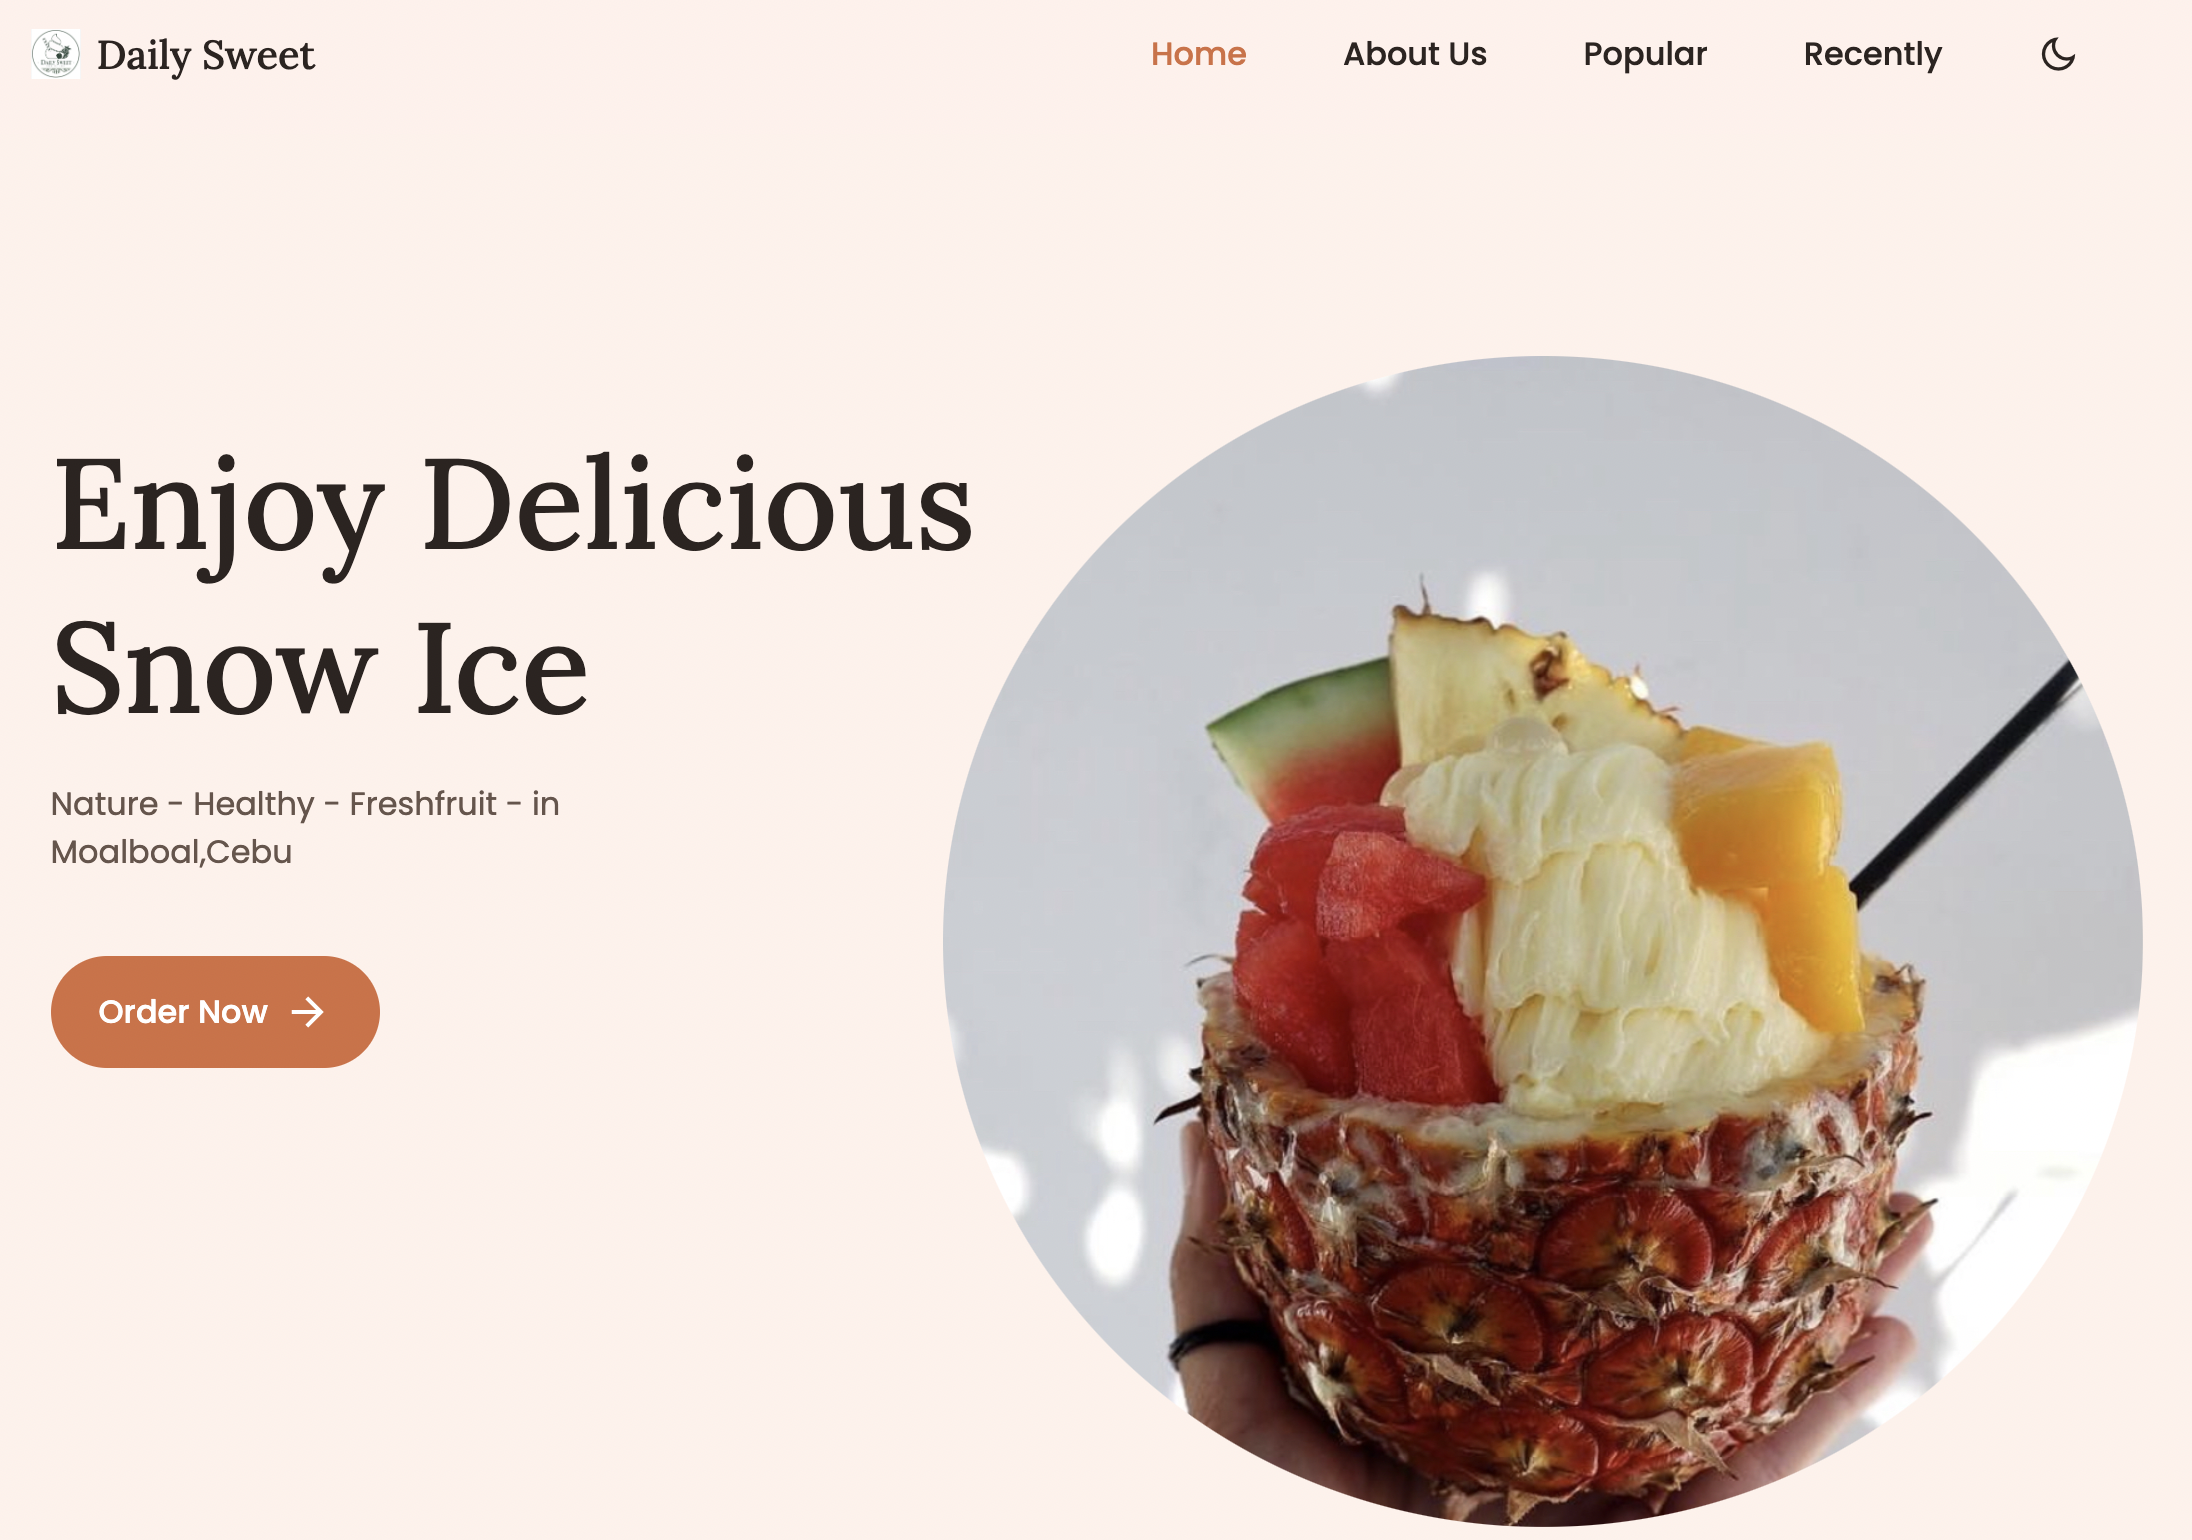 Daily Sweet
Home
About Us
Popular
Recently
Enjoy Delicious
Snow Ice
Nature - Healthy - Freshfruit - in
Moalboal,Cebu
Order Now